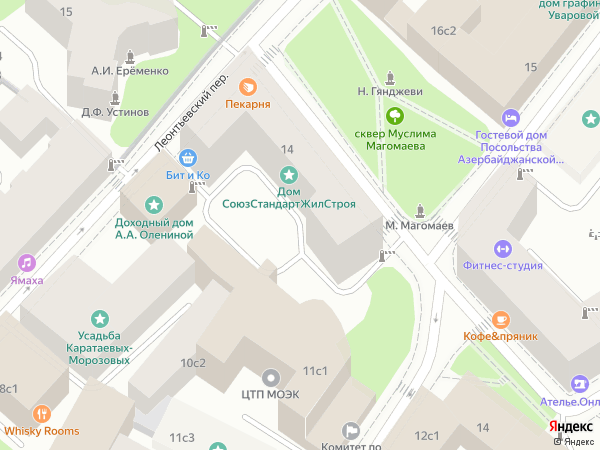 15
А.И. Ерёменко
Д.Ф. Устинов
Леонтьевский пер.
Пекарня
14
Бит и Ко
Дом
СоюзСтандартЖилСтроя
Доходный дом
А.А. Олениной
Ямаха
Усадьба
Каратаевых-
Морозовых
10с2
8с1
Whisky Rooms
11с1
ЦТП МОЭК
11с3
Комитет по
12с1
14
16с2
дом графин
Уваровой
15
Н. Гянджеви
сквер Муслима
Магомаева
Гостевой дом
Посольства
Азербайджанской...
М. Магомаев
Фитнес-студия
Кофе&пряник
Ателье.Онл
Яндекс
© Яндекс